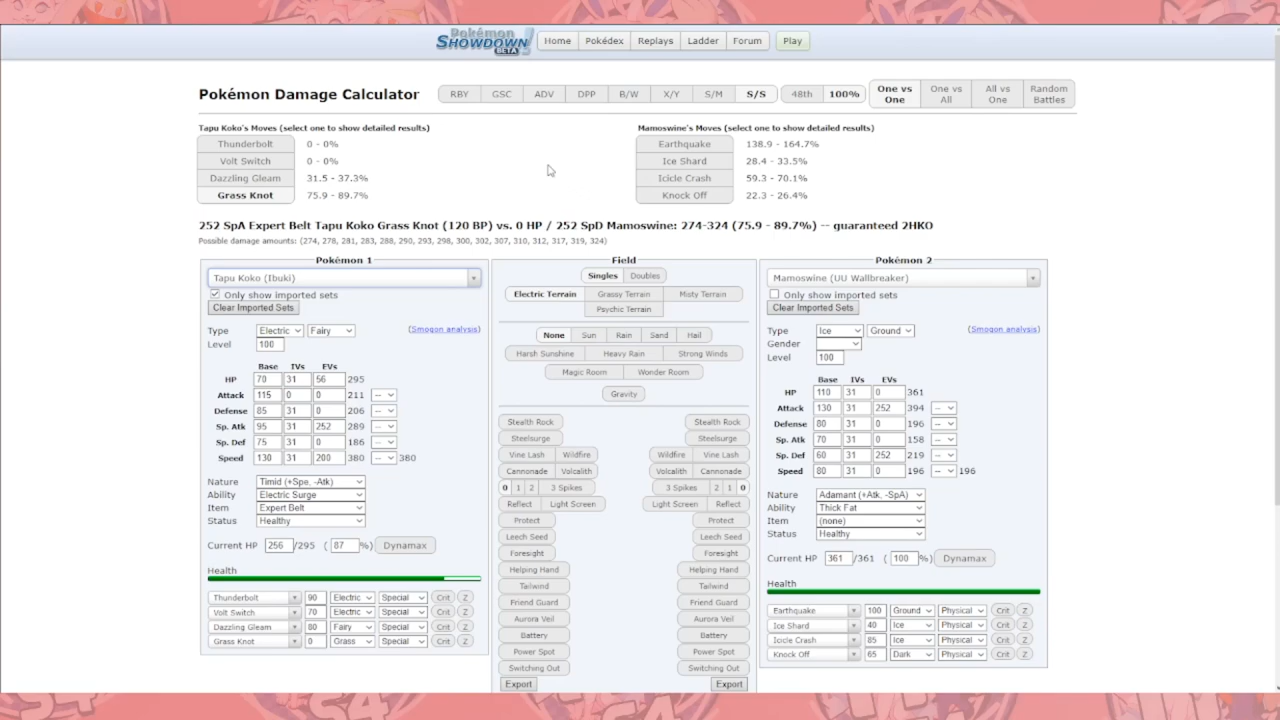 Pokémon
SHOWDOWN!
BETA
Home Pokédex Replays Ladder Forum Play
Pokémon Damage Calculator RBY GSC ADV DPP B/W X/Y S/M S/S 48th 100% One vs One One vs All All vs One Random Battles
Tapu Koko's Moves (select one to show detailed results)
Thunderbolt 0 - 0%
Volt Switch 0 - 0%
Dazzling Gleam 31.5 - 37.3%
Grass Knot 75.9 - 89.7%
Mamoswine's Moves (select one to show detailed results)
Earthquake 138.9 - 164.7%
Ice Shard 28.4 - 33.5%
Icicle Crash 59.3 - 70.1%
Knock Off 22.3 - 26.4%
252 SpA Expert Belt Tapu Koko Grass Knot (120 BP) vs. 0 HP / 252 SpD Mamoswine: 274-324 (75.9 - 89.7%) -- guaranteed 2HKO
Possible damage amounts: (274, 278, 281, 283, 288, 290, 293, 298, 300, 302, 307, 310, 312, 317, 319, 324)
Pokémon 1
Tapu Koko (Ibuki)
Only show imported sets
Clear Imported Sets
Type Electric Fairy (Smogon analysis)
Level 100
Base IVs EVs
HP 70 31 56 295
Attack 115 0 0 211 --
Defense 85 31 0 206 --
Sp. Atk 95 31 252 289 --
Sp. Def 75 31 0 186 --
Speed 130 31 200 380 -- 380
Nature Timid (+Spe, -Atk)
Ability Electric Surge
Item Expert Belt
Status Healthy
Current HP 256 /295 ( 87 %) Dynamax
Health
Thunderbolt 90 Electric Special Crit Z
Volt Switch 70 Electric Special Crit Z
Dazzling Gleam 80 Fairy Special Crit Z
Grass Knot 0 Grass Special Crit Z
Field
Singles Doubles
Electric Terrain Grassy Terrain Misty Terrain
Psychic Terrain
None Sun Rain Sand Hail
Harsh Sunshine Heavy Rain Strong Winds
Magic Room Wonder Room
Gravity
Stealth Rock Stealth Rock
Steelsurge Steelsurge
Vine Lash Wildfire Wildfire Vine Lash
Cannonade Volcalith Volcalith Cannonade
0 1 2 3 Spikes 3 Spikes 2 1 0
Reflect Light Screen Light Screen Reflect
Protect Protect
Leech Seed Leech Seed
Foresight Foresight
Helping Hand Helping Hand
Tailwind Tailwind
Friend Guard Friend Guard
Aurora Veil Aurora Veil
Battery Battery
Power Spot Power Spot
Switching Out Switching Out
Export Export
Pokémon 2
Mamoswine (UU Wallbreaker)
Only show imported sets
Clear Imported Sets
Type Ice Ground (Smogon analysis)
Gender
Level 100
Base IVs EVs
HP 110 31 0 361
Attack 130 31 252 394 --
Defense 80 31 0 196 --
Sp. Atk 70 31 0 158 --
Sp. Def 60 31 252 219 --
Speed 80 31 0 196 -- 196
Nature Adamant (+Atk, -SpA)
Ability Thick Fat
Item (none)
Status Healthy
Current HP 361 /361 ( 100 %) Dynamax
Health
Earthquake 100 Ground Physical Crit Z
Ice Shard 40 Ice Physical Crit Z
Icicle Crash 85 Ice Physical Crit Z
Knock Off 65 Dark Physical Crit Z